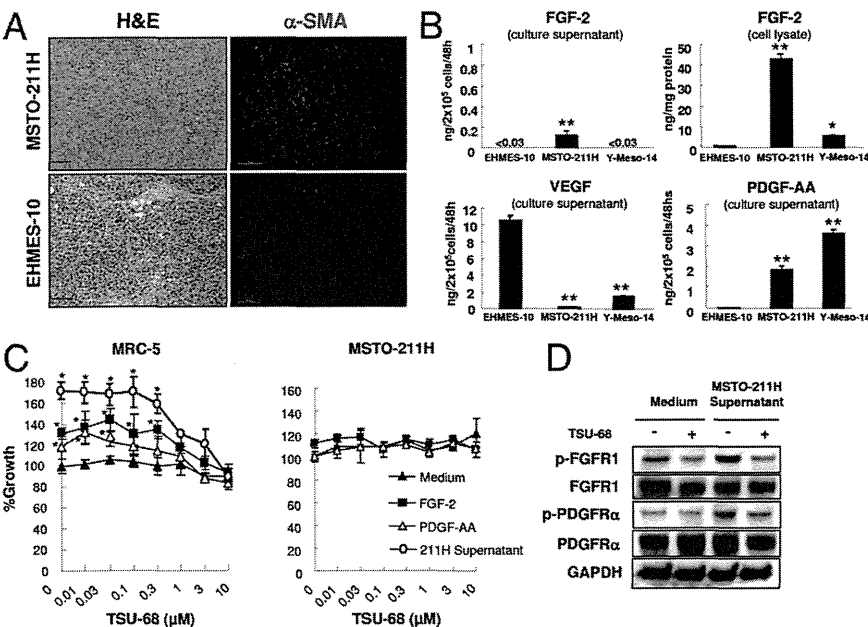 A
H&E
α-SMA
MSTO-211H
EHMES-10
B
FGF-2
(culture supernatant)
ng/2x10⁵ cells/48h
1
0.8
0.6
0.4
0.2
0
<0.03
**
<0.03
EHMES-10 MSTO-211H Y-Meso-14
FGF-2
(cell lysate)
ng/mg protein
50
40
30
20
10
0
**
*
EHMES-10 MSTO-211H Y-Meso-14
VEGF
(culture supernatant)
ng/2x10⁵cells/48h
12
10
8
6
4
2
0
**
**
EHMES-10 MSTO-211H Y-Meso-14
PDGF-AA
(culture supernatant)
ng/2x10⁵ cells/48hs
5
4
3
2
1
0
**
**
EHMES-10 MSTO-211H Y-Meso-14
C
MRC-5
%Growth
180
160
140
120
100
80
60
40
20
0
0 0.01 0.03 0.1 0.3 1 3 10
TSU-68 (μM)
MSTO-211H
160
140
120
100
80
60
40
20
0
Medium
FGF-2
PDGF-AA
211H Supernatant
0 0.01 0.03 0.1 0.3 1 3 10
TSU-68 (μM)
D
Medium
MSTO-211H
Supernatant
TSU-68 - + - +
p-FGFR1
FGFR1
p-PDGFRα
PDGFRα
GAPDH